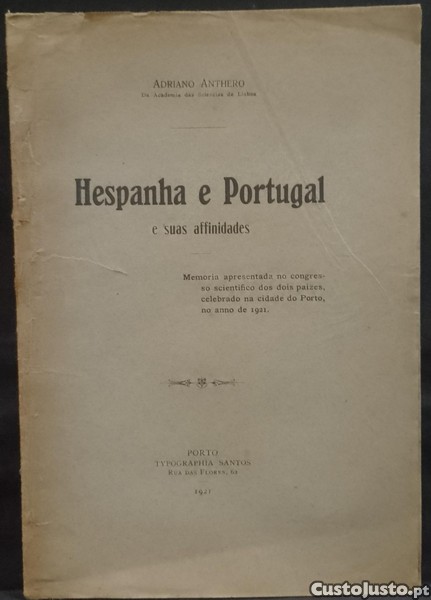 ADRIANO ANTHERO
Da Academia das Sciencias de Lisboa
Hespanha e Portugal
e suas affinidades
Memoria apresentada no congres-
so scientifico dos dois paizes,
celebrado na cidade do Porto,
no anno de 1921.
PORTO
TYPOGRAPHIA SANTOS
RUA DAS FLORES, 61
1921
CustoJusto.pt